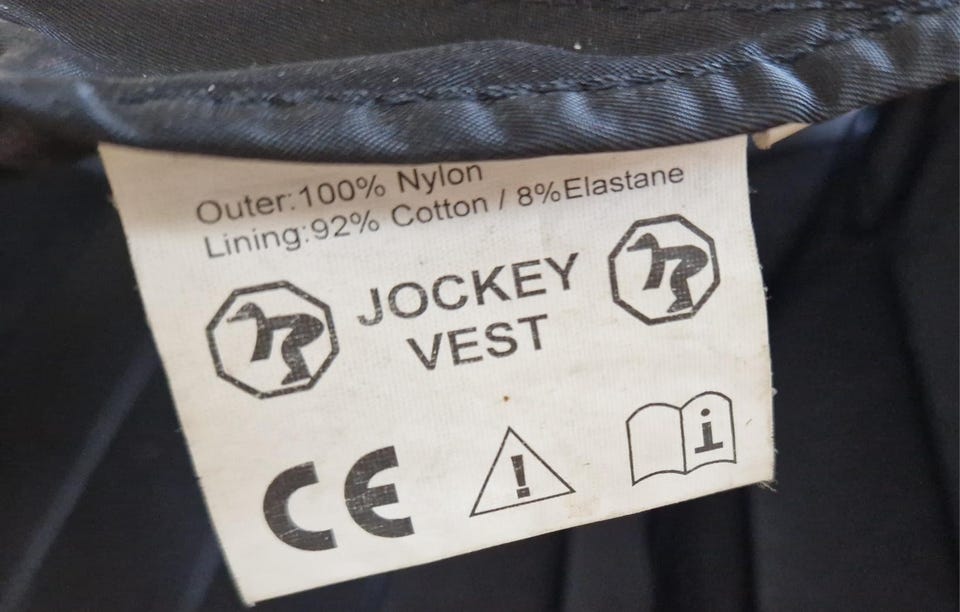 Outer:100% Nylon
Lining:92% Cotton / 8%Elastane
JOCKEY
VEST
CE
i